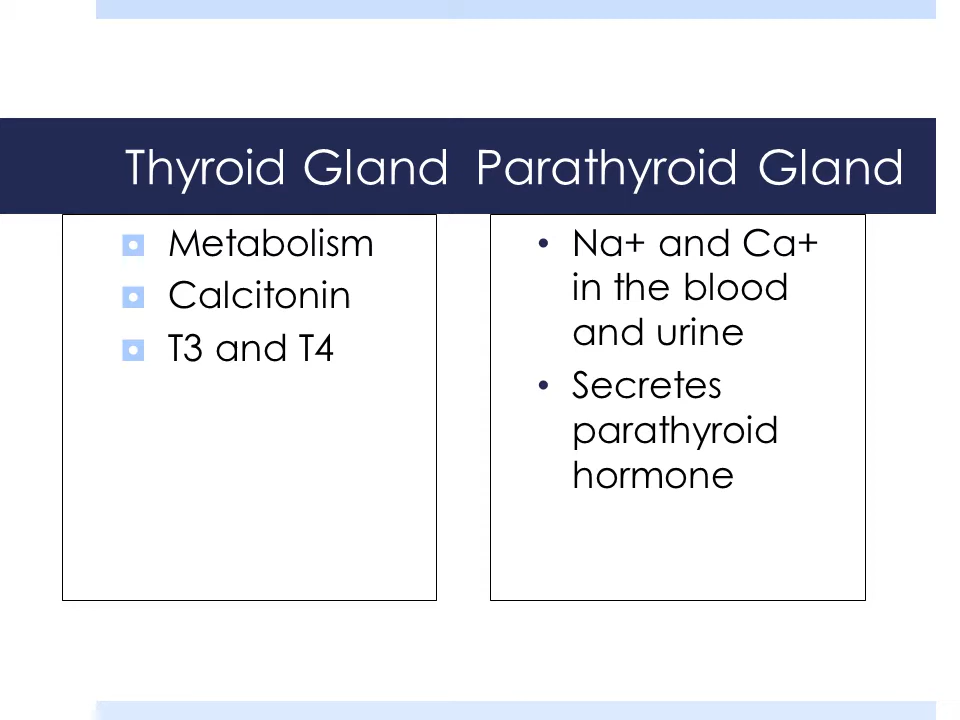 Thyroid Gland Parathyroid Gland
Metabolism
Calcitonin
T3 and T4
• Na+ and Ca+
in the blood
and urine
• Secretes
parathyroid
hormone